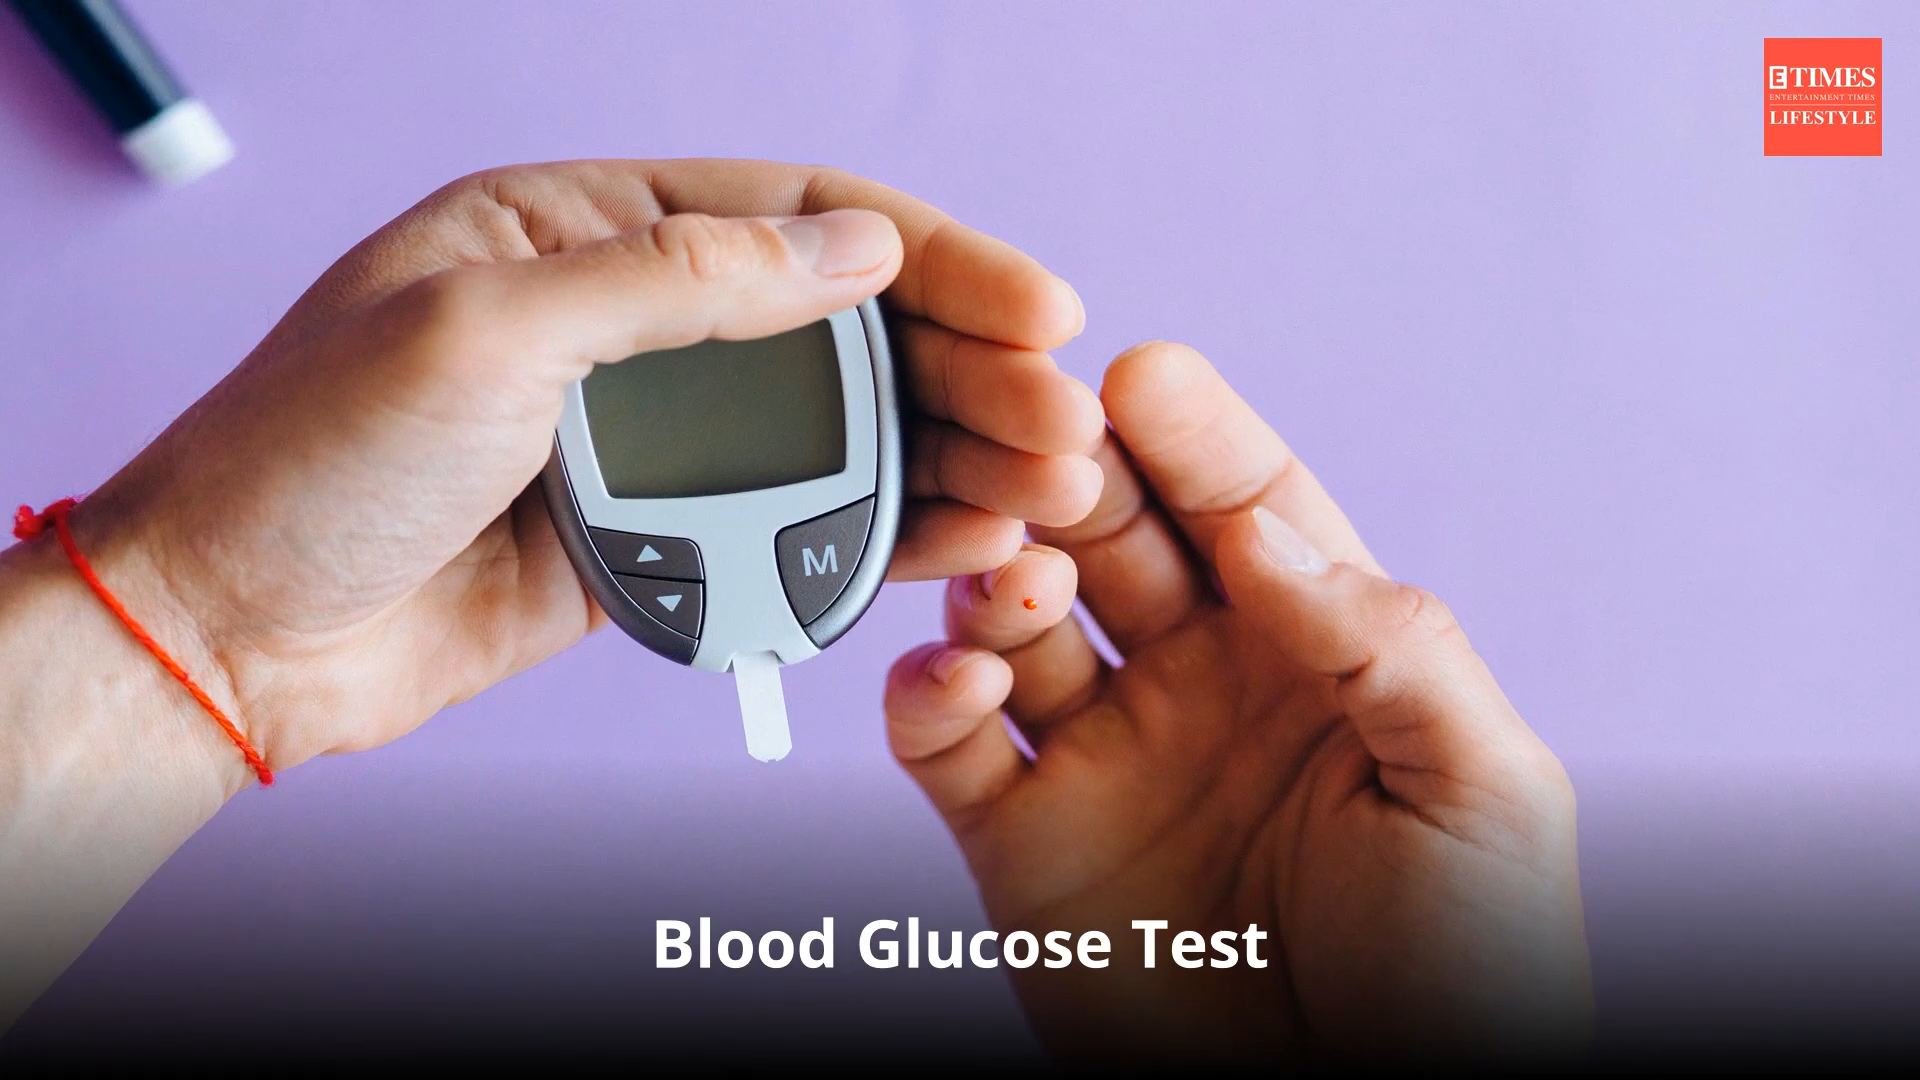 ETIMES
ENTERTAINMENT TIMES
LIFESTYLE
M
Blood Glucose Test